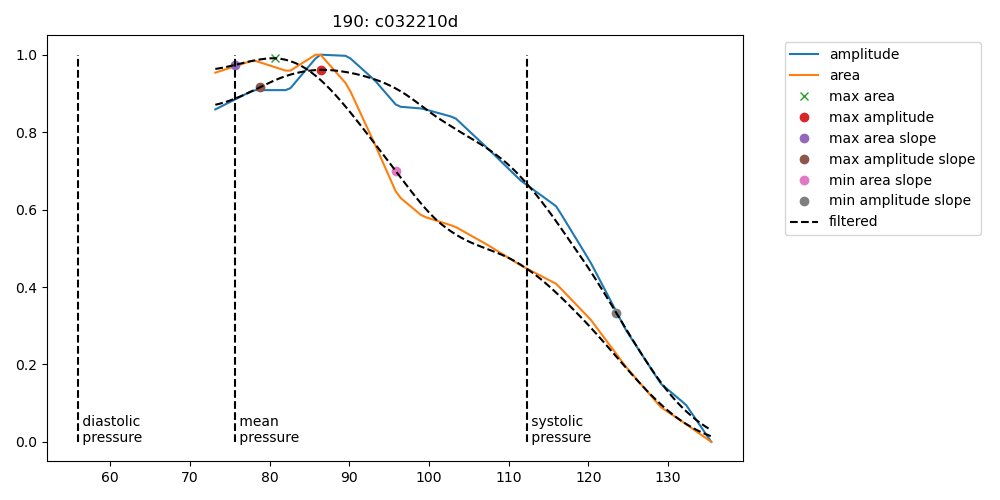 190: c032210d
1.0
0.8
0.6
0.4
0.2
0.0
60
70
80
90
100
110
120
130
diastolic
pressure
mean
pressure
systolic
pressure
amplitude
area
max area
max amplitude
max area slope
max amplitude slope
min area slope
min amplitude slope
filtered